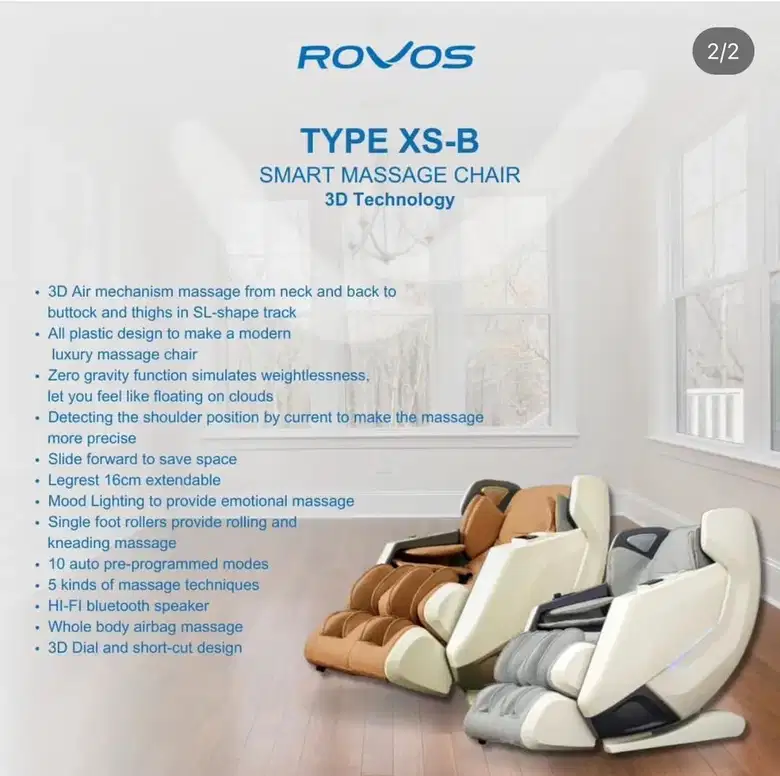 ROVOS
2/2
TYPE XS-B
SMART MASSAGE CHAIR
3D Technology
• 3D Air mechanism massage from neck and back to
buttock and thighs in SL-shape track
• All plastic design to make a modern
luxury massage chair
• Zero gravity function simulates weightlessness,
let you feel like floating on clouds
• Detecting the shoulder position by current to make the massage
more precise
• Slide forward to save space
• Legrest 16cm extendable
• Mood Lighting to provide emotional massage
• Single foot rollers provide rolling and
kneading massage
• 10 auto pre-programmed modes
• 5 kinds of massage techniques
• HI-FI bluetooth speaker
• Whole body airbag massage
• 3D Dial and short-cut design